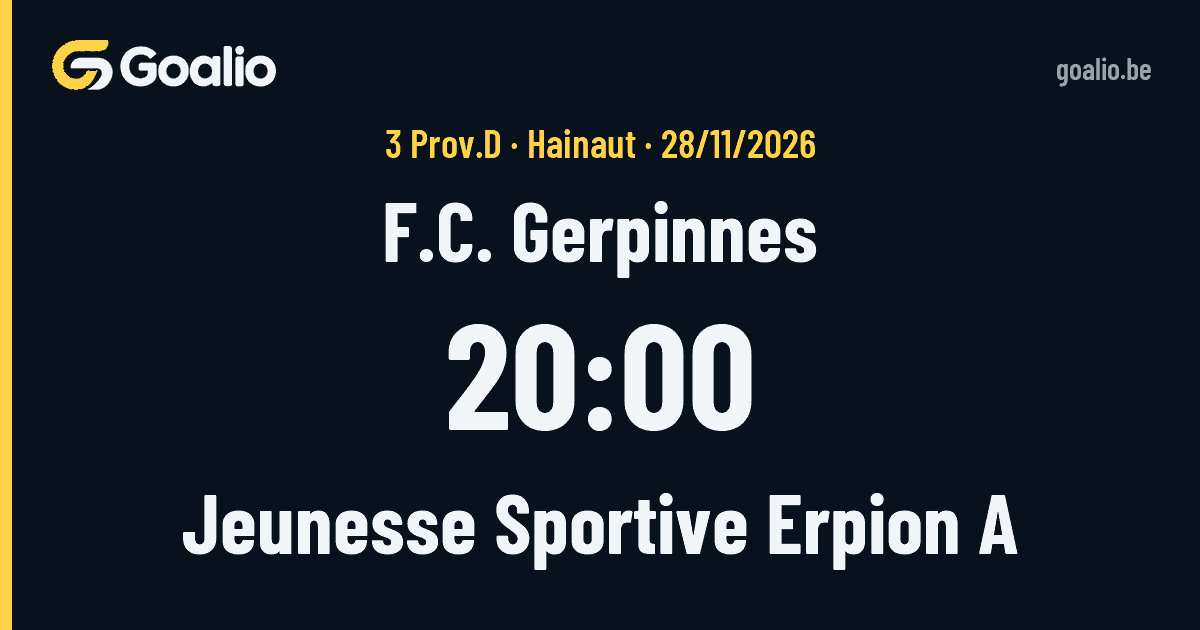 Goalio
goalio.be
3 Prov.D · Hainaut · 28/11/2026
F.C. Gerpinnes
20:00
Jeunesse Sportive Erpion A